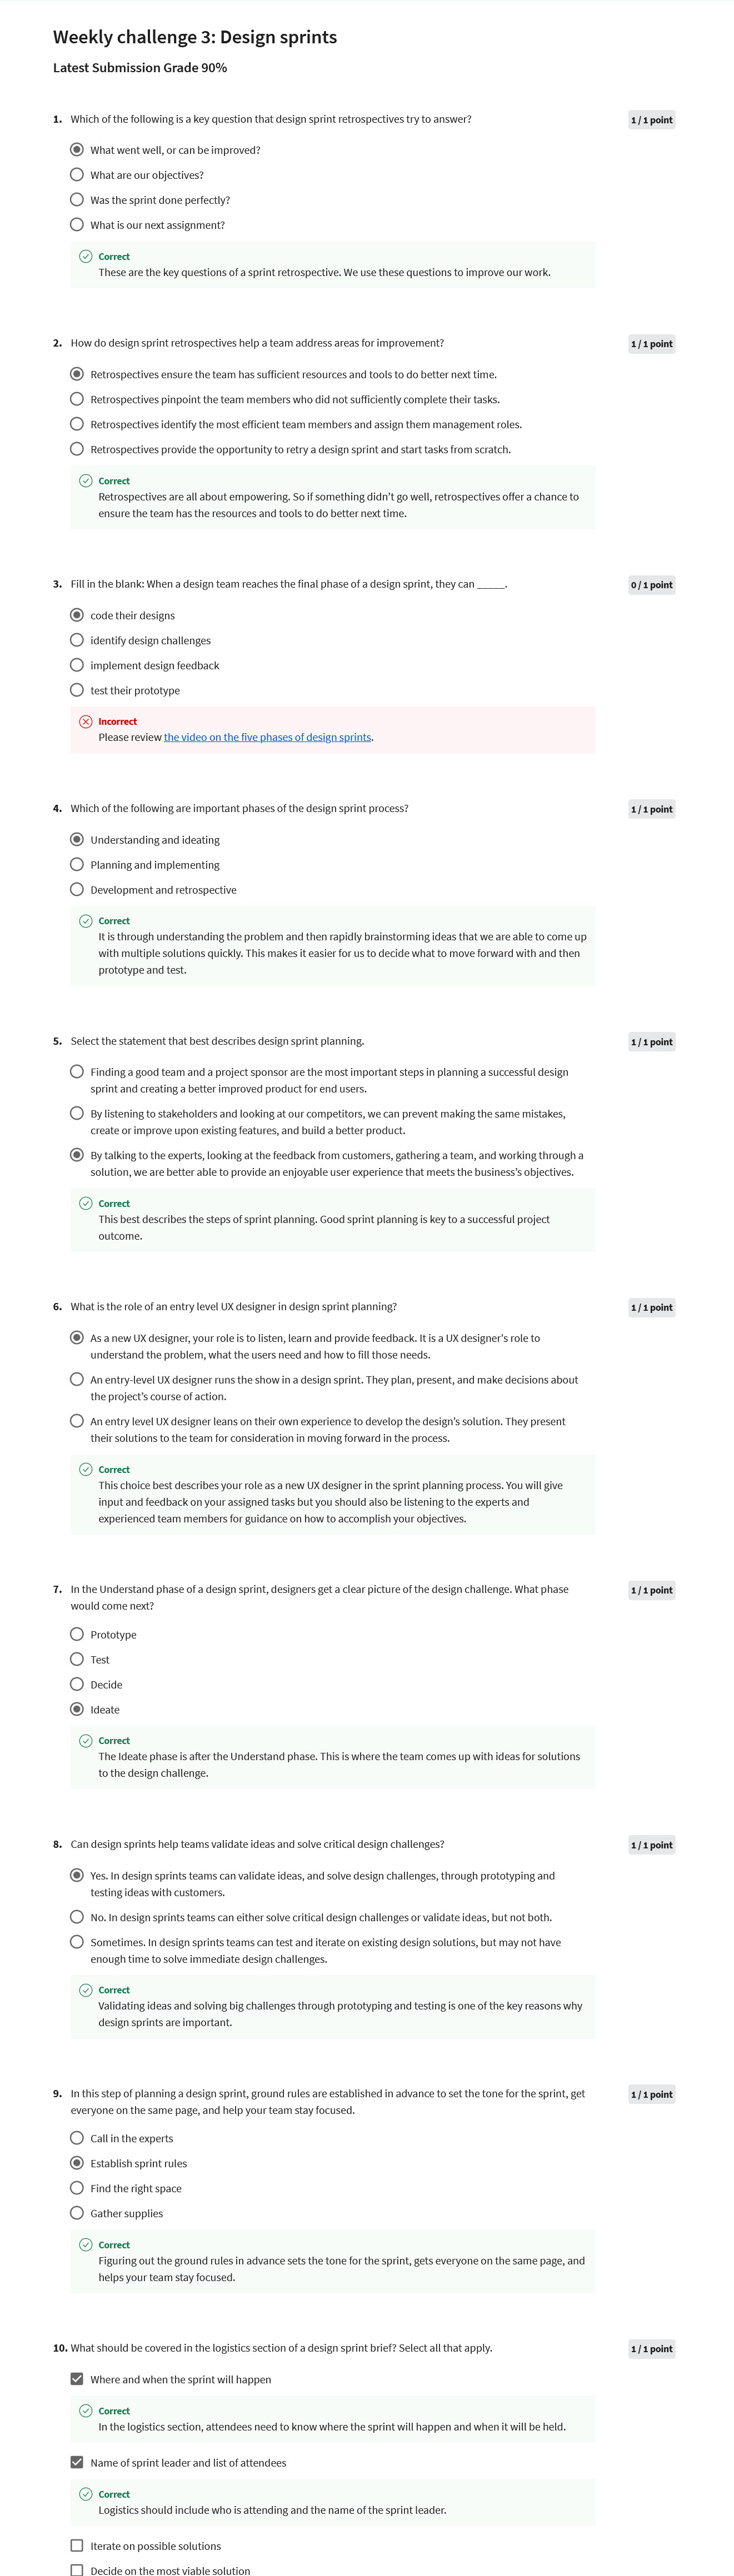 Weekly challenge 3: Design sprints
Latest Submission Grade 90%
1. Which of the following is a key question that design sprint retrospectives try to answer?
1 / 1 point
What went well, or can be improved?
What are our objectives?
Was the sprint done perfectly?
What is our next assignment?
Correct
These are the key questions of a sprint retrospective. We use these questions to improve our work.
2. How do design sprint retrospectives help a team address areas for improvement?
1 / 1 point
Retrospectives ensure the team has sufficient resources and tools to do better next time.
Retrospectives pinpoint the team members who did not sufficiently complete their tasks.
Retrospectives identify the most efficient team members and assign them management roles.
Retrospectives provide the opportunity to retry a design sprint and start tasks from scratch.
Correct
Retrospectives are all about empowering. So if something didn't go well, retrospectives offer a chance to
ensure the team has the resources and tools to do better next time.
3. Fill in the blank: When a design team reaches the final phase of a design sprint, they can _____.
0 / 1 point
code their designs
identify design challenges
implement design feedback
test their prototype
Incorrect
Please review the video on the five phases of design sprints.
4. Which of the following are important phases of the design sprint process?
1 / 1 point
Understanding and ideating
Planning and implementing
Development and retrospective
Correct
It is through understanding the problem and then rapidly brainstorming ideas that we are able to come up
with multiple solutions quickly. This makes it easier for us to decide what to move forward with and then
prototype and test.
5. Select the statement that best describes design sprint planning.
1 / 1 point
Finding a good team and a project sponsor are the most important steps in planning a successful design
sprint and creating a better improved product for end users.
By listening to stakeholders and looking at our competitors, we can prevent making the same mistakes,
create or improve upon existing features, and build a better product.
By talking to the experts, looking at the feedback from customers, gathering a team, and working through a
solution, we are better able to provide an enjoyable user experience that meets the business's objectives.
Correct
This best describes the steps of sprint planning. Good sprint planning is key to a successful project
outcome.
6. What is the role of an entry level UX designer in design sprint planning?
1 / 1 point
As a new UX designer, your role is to listen, learn and provide feedback. It is a UX designer's role to
understand the problem, what the users need and how to fill those needs.
An entry-level UX designer runs the show in a design sprint. They plan, present, and make decisions about
the project's course of action.
An entry level UX designer leans on their own experience to develop the design's solution. They present
their solutions to the team for consideration in moving forward in the process.
Correct
This choice best describes your role as a new UX designer in the sprint planning process. You will give
input and feedback on your assigned tasks but you should also be listening to the experts and
experienced team members for guidance on how to accomplish your objectives.
7. In the Understand phase of a design sprint, designers get a clear picture of the design challenge. What phase
would come next?
1 / 1 point
Prototype
Test
Decide
Ideate
Correct
The Ideate phase is after the Understand phase. This is where the team comes up with ideas for solutions
to the design challenge.
8. Can design sprints help teams validate ideas and solve critical design challenges?
1 / 1 point
Yes. In design sprints teams can validate ideas, and solve design challenges, through prototyping and
testing ideas with customers.
No. In design sprints teams can either solve critical design challenges or validate ideas, but not both.
Sometimes. In design sprints teams can test and iterate on existing design solutions, but may not have
enough time to solve immediate design challenges.
Correct
Validating ideas and solving big challenges through prototyping and testing is one of the key reasons why
design sprints are important.
9. In this step of planning a design sprint, ground rules are established in advance to set the tone for the sprint, get
everyone on the same page, and help your team stay focused.
1 / 1 point
Call in the experts
Establish sprint rules
Find the right space
Gather supplies
Correct
Figuring out the ground rules in advance sets the tone for the sprint, gets everyone on the same page, and
helps your team stay focused.
10. What should be covered in the logistics section of a design sprint brief? Select all that apply.
1 / 1 point
Where and when the sprint will happen
Correct
In the logistics section, attendees need to know where the sprint will happen and when it will be held.
Name of sprint leader and list of attendees
Correct
Logistics should include who is attending and the name of the sprint leader.
Iterate on possible solutions
Decide on the most viable solution